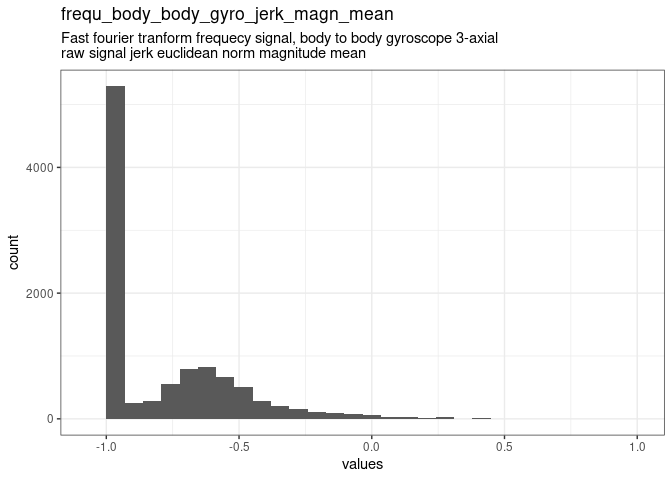 frequ_body_body_gyro_jerk_magn_mean
Fast fourier tranform frequecy signal, body to body gyroscope 3-axial
raw signal jerk euclidean norm magnitude mean
4000
2000
0
count
-1.0
-0.5
0.0
0.5
1.0
values